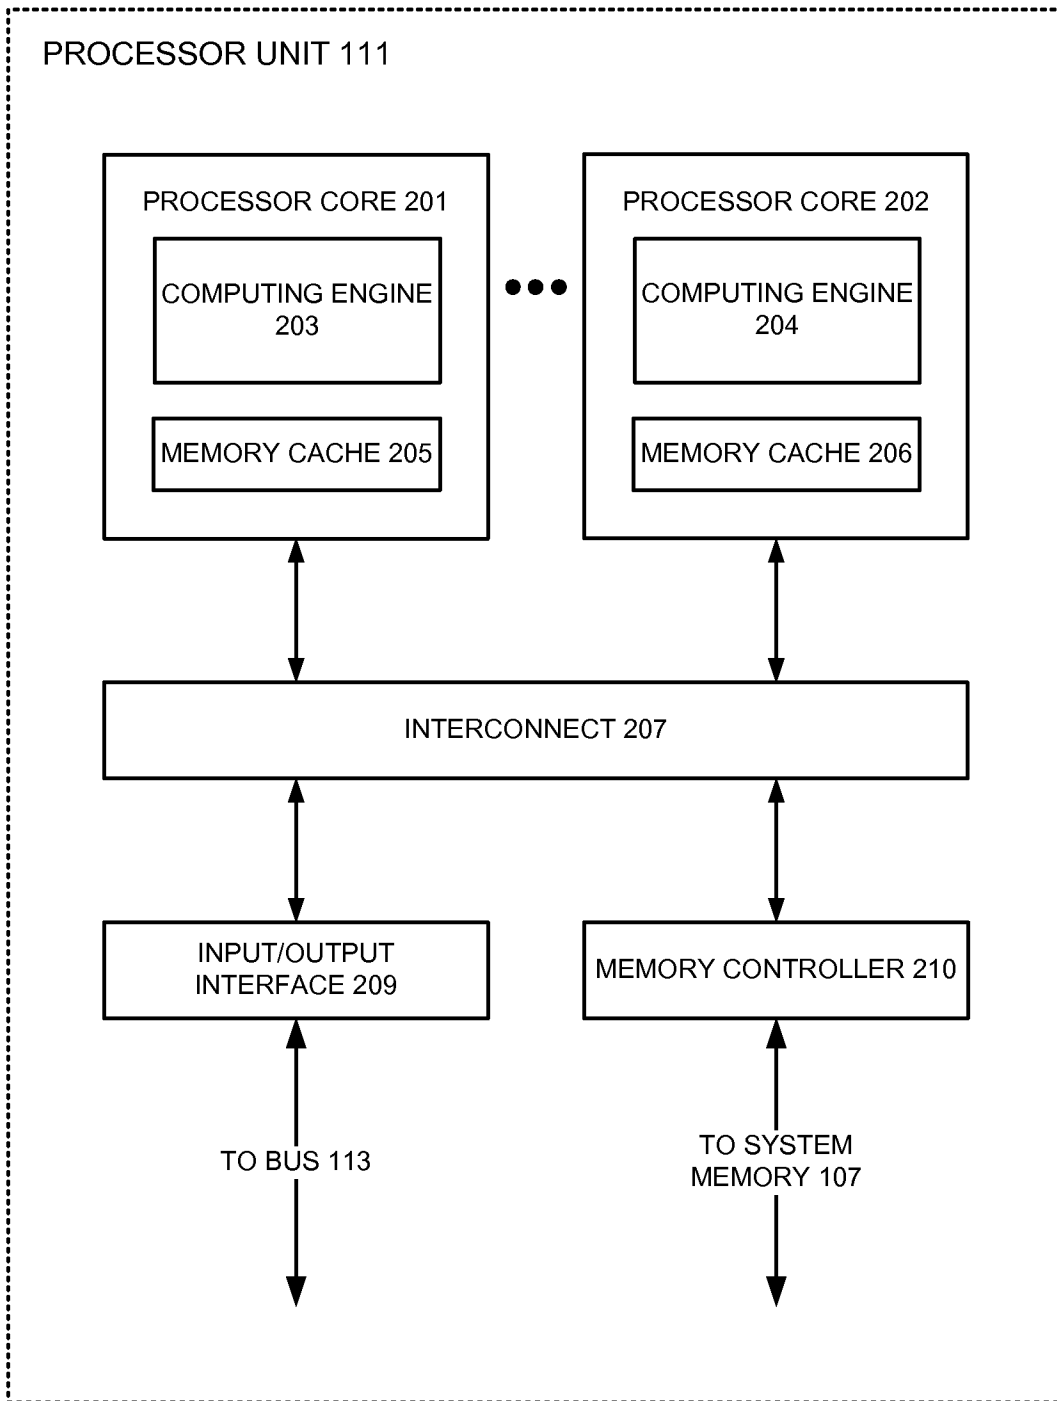 PROCESSOR UNIT 111
PROCESSOR CORE 201
COMPUTING ENGINE
203
MEMORY CACHE 205
PROCESSOR CORE 202
COMPUTING ENGINE
204
MEMORY CACHE 206
INTERCONNECT 207
INPUT/OUTPUT
INTERFACE 209
MEMORY CONTROLLER 210
TO BUS 113
TO SYSTEM
MEMORY 107